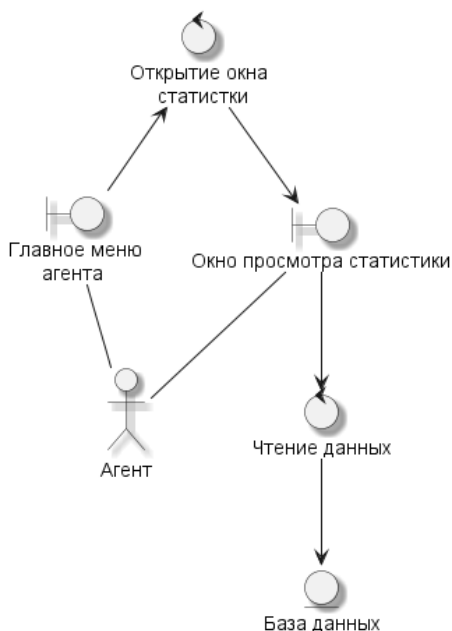 Открытие окна
статистки
Главное меню
агента
Окно просмотра статистики
Агент
Чтение данных
База данных